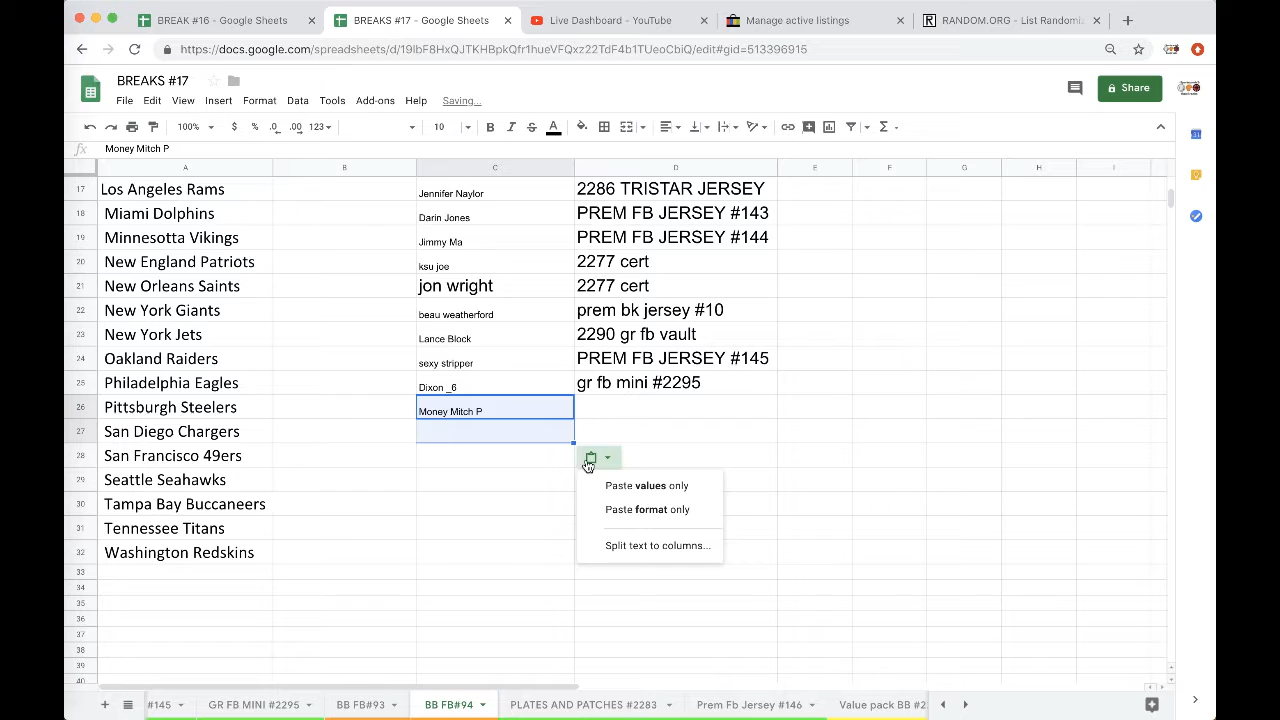 BREAK #16 - Google Sheets
BREAKS #17 - Google Sheets
Live Dashboard - YouTube
Manage active listings
RANDOM.ORG - List Randomiz
https://docs.google.com/spreadsheets/d/19lbF8HxQJTKHBpkQfr1hueVFQxz22TdF4b1TUeoCbiQ/edit#gid=513336915
BREAKS #17
File Edit View Insert Format Data Tools Add-ons Help Saving...
Share
100% $ % .0 .00 123 10 B I S A
fx Money Mitch P
A B C D E F G H I
17 Los Angeles Rams Jennifer Naylor 2286 TRISTAR JERSEY
18 Miami Dolphins Darin Jones PREM FB JERSEY #143
19 Minnesotta Vikings Jimmy Ma PREM FB JERSEY #144
20 New England Patriots ksu joe 2277 cert
21 New Orleans Saints jon wright 2277 cert
22 New York Giants beau weatherford prem bk jersey #10
23 New York Jets Lance Block 2290 gr fb vault
24 Oakland Raiders sexy stripper PREM FB JERSEY #145
25 Philadelphia Eagles Dixon _6 gr fb mini #2295
26 Pittsburgh Steelers Money Mitch P
27 San Diego Chargers
28 San Francisco 49ers
29 Seattle Seahawks
30 Tampa Bay Buccaneers
31 Tennessee Titans
32 Washington Redskins
33
34
35
36
37
38
39
40
Paste values only
Paste format only
Split text to columns...
#145 GR FB MINI #2295 BB FB#93 BB FB#94 PLATES AND PATCHES #2283 Prem Fb Jersey #146 Value pack BB #2